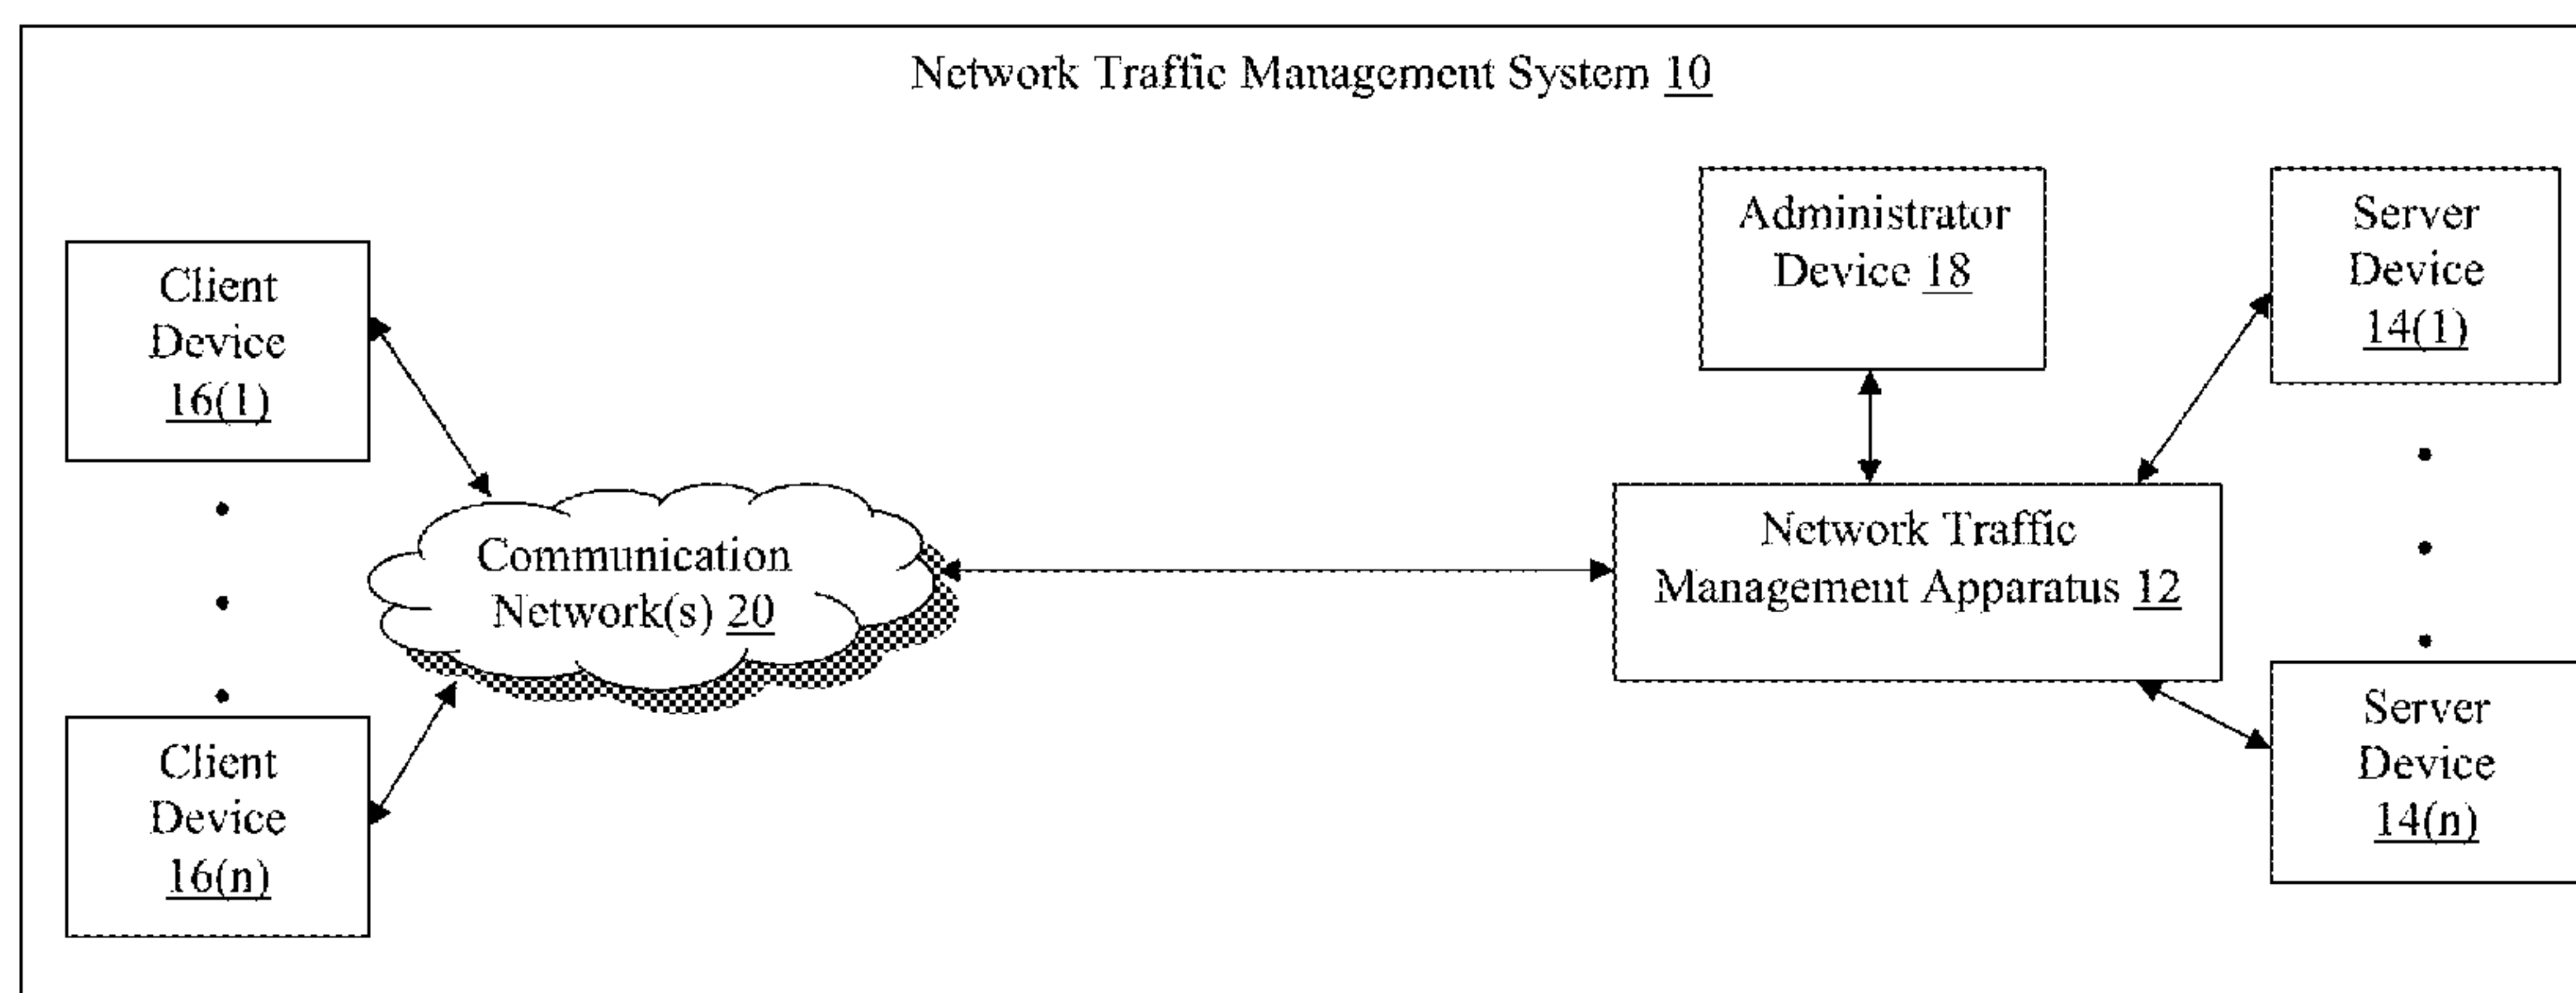 Network Traffic Management System 10
Client
Device
16(1)
Client
Device
16(n)
Communication
Network(s) 20
Administrator
Device 18
Network Traffic
Management Apparatus 12
Server
Device
14(1)
Server
Device
14(n)